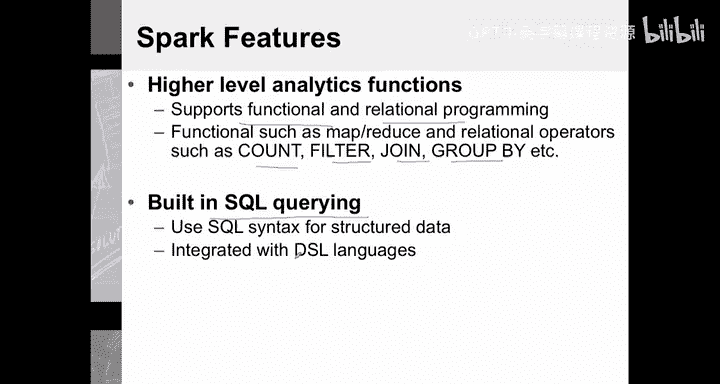 Spark Features
bilibili
• Higher level analytics functions
– Supports functional and relational programming
– Functional such as map/reduce and relational operators
such as COUNT, FILTER, JOIN, GROUP BY etc.
• Built in SQL querying
– Use SQL syntax for structured data
– Integrated with DSL languages